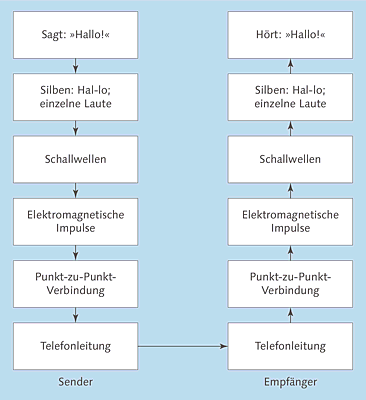 Sagt: »Hallo!«
Silben: Hal-lo;
einzelne Laute
Schallwellen
Elektromagnetische
Impulse
Punkt-zu-Punkt-
Verbindung
Telefonleitung
Sender
Hört: »Hallo!«
Silben: Hal-lo;
einzelne Laute
Schallwellen
Elektromagnetische
Impulse
Punkt-zu-Punkt-
Verbindung
Telefonleitung
Empfänger